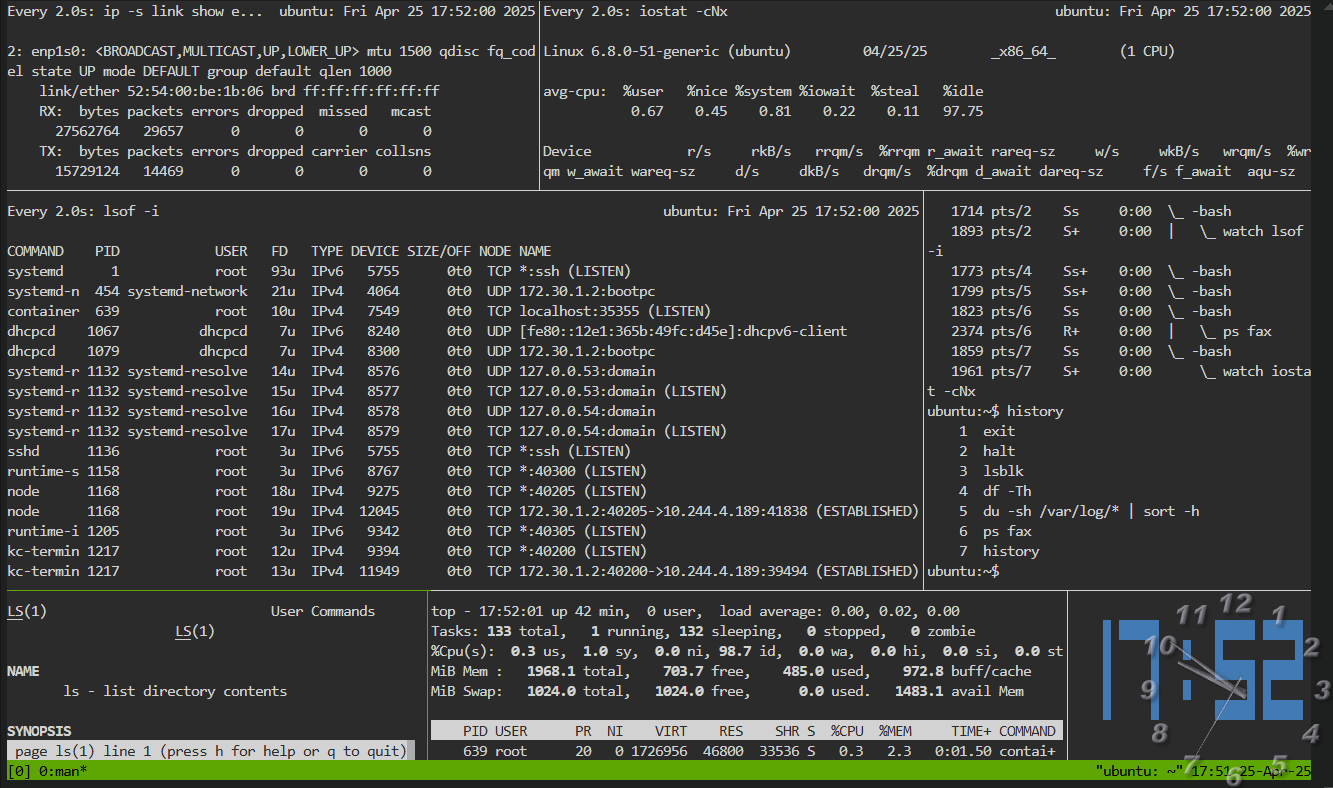 Every 2.0s: ip -s link show e...  ubuntu: Fri Apr 25 17:52:00 2025
2: enp1s0: <BROADCAST,MULTICAST,UP,LOWER_UP> mtu 1500 qdisc fq_cod
el state UP mode DEFAULT group default qlen 1000
    link/ether 52:54:00:be:1b:06 brd ff:ff:ff:ff:ff:ff
    RX:  bytes packets errors dropped  missed   mcast
      27562764   29657      0       0       0       0
    TX:  bytes packets errors dropped carrier collsns
      15729124   14469      0       0       0       0
Every 2.0s: iostat -cNx  ubuntu: Fri Apr 25 17:52:00 2025
Linux 6.8.0-51-generic (ubuntu)         04/25/25        _x86_64_        (1 CPU)
avg-cpu:  %user   %nice %system %iowait  %steal   %idle
           0.67    0.45    0.81    0.22    0.11   97.75
Device            r/s     rkB/s   rrqm/s  %rrqm r_await rareq-sz     w/s     wkB/s   wrqm/s  %wr
qm w_await wareq-sz     d/s     dkB/s   drqm/s  %drqm d_await dareq-sz     f/s f_await  aqu-sz
Every 2.0s: lsof -i  ubuntu: Fri Apr 25 17:52:00 2025
COMMAND    PID            USER   FD   TYPE DEVICE SIZE/OFF NODE NAME
systemd      1            root   93u  IPv6   5755      0t0  TCP *:ssh (LISTEN)
systemd-n  454 systemd-network   21u  IPv4   4064      0t0  UDP 172.30.1.2:bootpc
container  639            root   10u  IPv4   7549      0t0  TCP localhost:35355 (LISTEN)
dhcpcd    1067          dhcpcd    7u  IPv6   8240      0t0  UDP [fe80::12e1:365b:49fc:d45e]:dhcpv6-client
dhcpcd    1079          dhcpcd    7u  IPv4   8300      0t0  UDP 172.30.1.2:bootpc
systemd-r 1132 systemd-resolve   14u  IPv4   8576      0t0  UDP 127.0.0.53:domain
systemd-r 1132 systemd-resolve   15u  IPv4   8577      0t0  TCP 127.0.0.53:domain (LISTEN)
systemd-r 1132 systemd-resolve   16u  IPv4   8578      0t0  UDP 127.0.0.54:domain
systemd-r 1132 systemd-resolve   17u  IPv4   8579      0t0  TCP 127.0.0.54:domain (LISTEN)
sshd      1136            root    3u  IPv6   5755      0t0  TCP *:ssh (LISTEN)
runtime-s 1158            root    3u  IPv6   8767      0t0  TCP *:40300 (LISTEN)
node      1168            root   18u  IPv4   9275      0t0  TCP *:40205 (LISTEN)
node      1168            root   19u  IPv4  12045      0t0  TCP 172.30.1.2:40205->10.244.4.189:41838 (ESTABLISHED)
runtime-i 1205            root    3u  IPv6   9342      0t0  TCP *:40305 (LISTEN)
kc-termin 1217            root   12u  IPv4   9394      0t0  TCP *:40200 (LISTEN)
kc-termin 1217            root   13u  IPv4  11949      0t0  TCP 172.30.1.2:40200->10.244.4.189:39494 (ESTABLISHED)
   1714 pts/2    Ss     0:00  \_ -bash
   1893 pts/2    S+     0:00  |   \_ watch lsof
-i
   1773 pts/4    Ss+    0:00  \_ -bash
   1799 pts/5    Ss+    0:00  \_ -bash
   1823 pts/6    Ss     0:00  \_ -bash
   2374 pts/6    R+     0:00  |   \_ ps fax
   1859 pts/7    Ss     0:00  \_ -bash
   1961 pts/7    S+     0:00      \_ watch iosta
t -cNx
ubuntu:~$ history
    1  exit
    2  halt
    3  lsblk
    4  df -Th
    5  du -sh /var/log/* | sort -h
    6  ps fax
    7  history
ubuntu:~$
LS(1)                            User Commands
                     LS(1)
NAME
       ls - list directory contents
SYNOPSIS
 page ls(1) line 1 (press h for help or q to quit)
top - 17:52:01 up 42 min,  0 user,  load average: 0.00, 0.02, 0.00
Tasks: 133 total,   1 running, 132 sleeping,   0 stopped,   0 zombie
%Cpu(s):  0.3 us,  1.0 sy,  0.0 ni, 98.7 id,  0.0 wa,  0.0 hi,  0.0 si,  0.0 st
MiB Mem :   1968.1 total,    703.7 free,    485.0 used,    972.8 buff/cache
MiB Swap:   1024.0 total,   1024.0 free,      0.0 used.   1483.1 avail Mem
    PID USER      PR  NI    VIRT    RES    SHR S  %CPU  %MEM     TIME+ COMMAND
    639 root      20   0 1726956  46800  33536 S   0.3   2.3   0:01.50 contai+
17:52
12
1
2
3
4
5
6
7
8
9
10
11
[0] 0:man*  "ubuntu: ~" 17:51 25-Apr-25